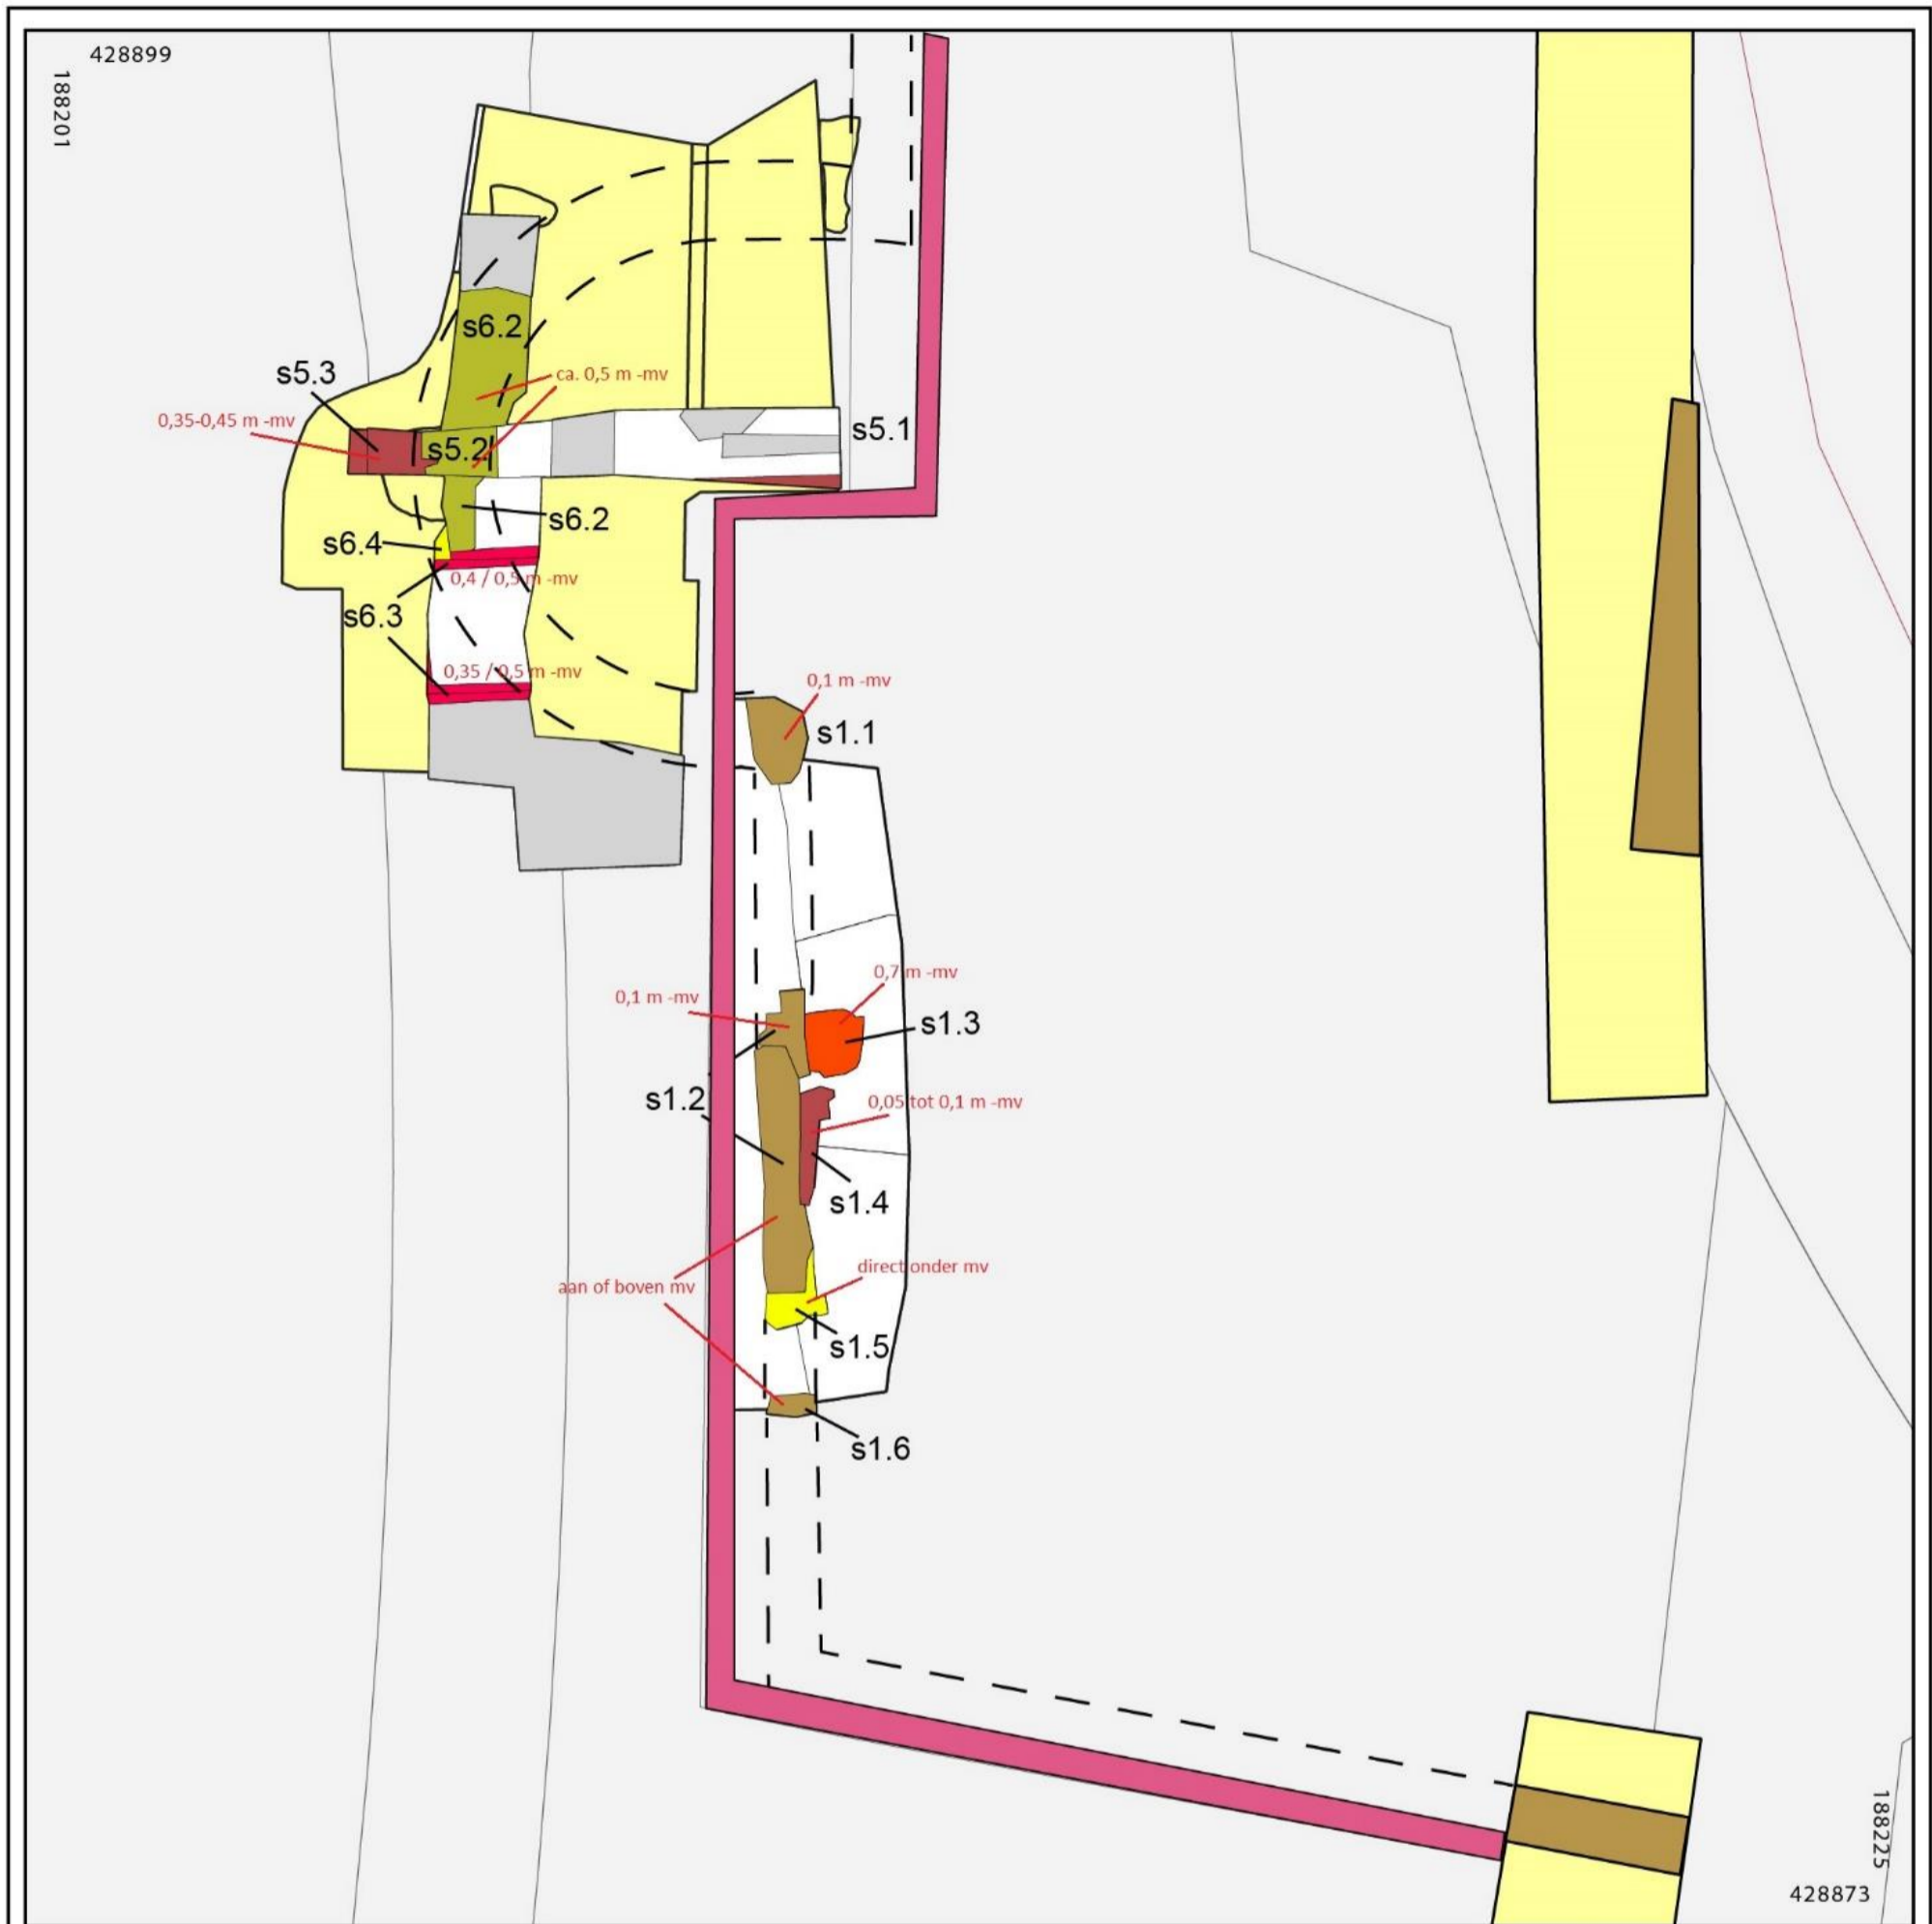 428899
188201
s6.2
s5.3
ca. 0,5 m -mv
0,35-0,45 m -mv
s5.1
s5.2
s6.2
s6.4
0,4 / 0,5 m -mv
s6.3
0,35 / 0,5 m -mv
0,1 m -mv
s1.1
0,7 m -mv
0,1 m -mv
s1.3
s1.2
0,05 tot 0,1 m -mv
s1.4
direct onder mv
aan of boven mv
s1.5
s1.6
188225
428873